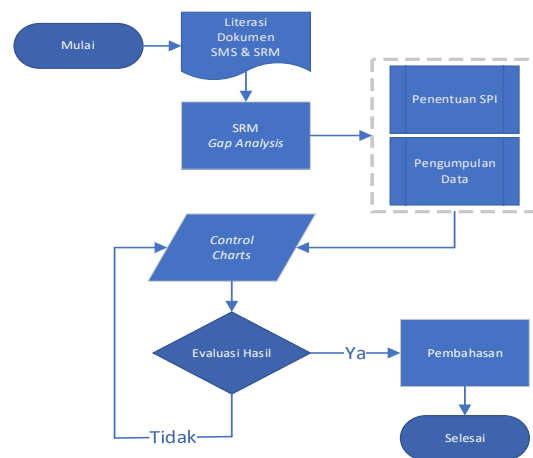 Mulai
Literasi
Dokumen
SMS & SRM
SRM
Gap Analysis
Penentuan SPI
Pengumpulan
Data
Control
Charts
Evaluasi Hasil
Ya
Pembahasan
Tidak
Selesai